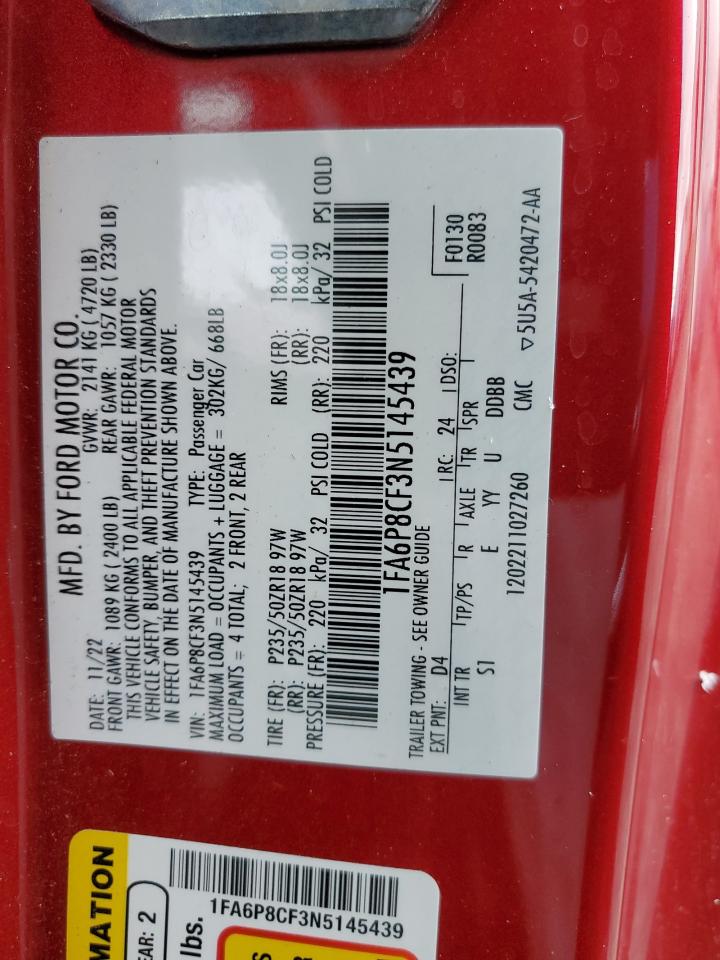 MFD. BY FORD MOTOR CO.
DATE: 11/22 GVWR: 2141 KG ( 4720 LB)
FRONT GAWR: 1089 KG ( 2400 LB) REAR GAWR: 1057 KG ( 2330 LB)
THIS VEHICLE CONFORMS TO ALL APPLICABLE FEDERAL MOTOR
VEHICLE SAFETY, BUMPER, AND THEFT PREVENTION STANDARDS
IN EFFECT ON THE DATE OF MANUFACTURE SHOWN ABOVE.
VIN: 1FA6P8CF3N5145439 TYPE: Passenger Car
MAXIMUM LOAD = OCCUPANTS + LUGGAGE = 302KG/ 668LB
OCCUPANTS = 4 TOTAL; 2 FRONT, 2 REAR
TIRE (FR): P235/50ZR18 97W RIMS (FR): 18x8.0J
(RR): P235/50ZR18 97W (RR): 18x8.0J
PRESSURE (FR): 220 kPa/ 32 PSI COLD (RR): 220 kPa/ 32 PSI COLD
1FA6P8CF3N5145439
TRAILER TOWING - SEE OWNER GUIDE
EXT PNT: D4 RC: 24 DSO: F0130
R0083
INT TR TP/PS R AXLE TR SPR
S1 E YY U DDBB
1202211027260 CMC ▽5U5A-5420472-AA
MATION
EAR: 2
lbs.
1FA6P8CF3N5145439